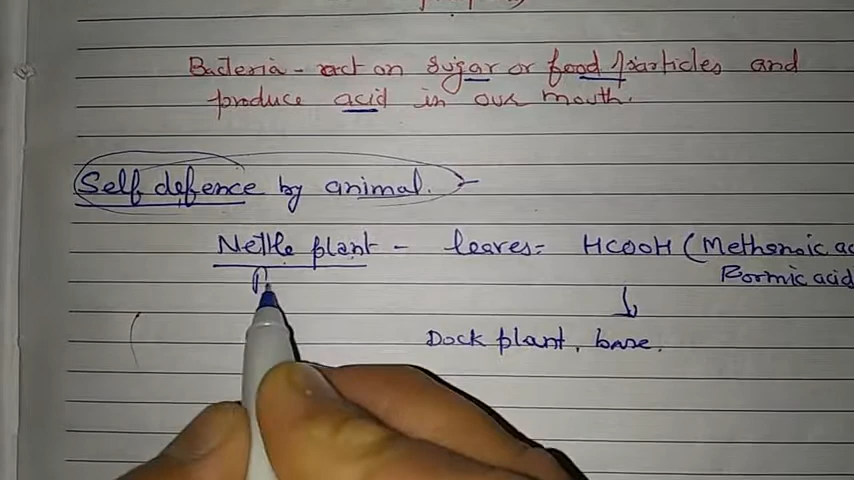 Bacteria - act on sugar or food particles and
produce acid in our mouth.
Self defence by animal. -
Nettle plant - leaves = HCOOH (Methanoic ac
Formic acid
Dock plant, base.